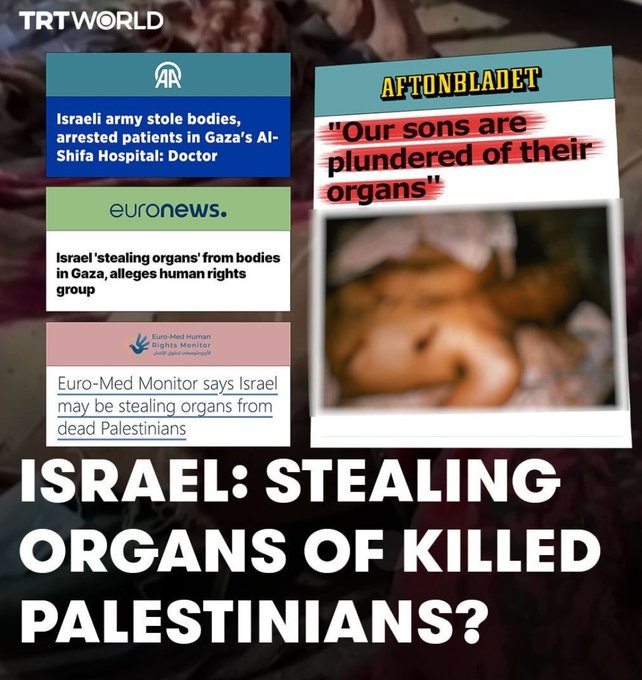 TRT WORLD
AA
Israeli army stole bodies,
arrested patients in Gaza's Al-
Shifa Hospital: Doctor
euronews.
Israel 'stealing organs' from bodies
in Gaza, alleges human rights
group
Euro-Med Human
Rights Monitor
Euro-Med Monitor says Israel
may be stealing organs from
dead Palestinians
AFTONBLADET
"Our sons are
plundered of their
organs"
ISRAEL: STEALING
ORGANS OF KILLED
PALESTINIANS?